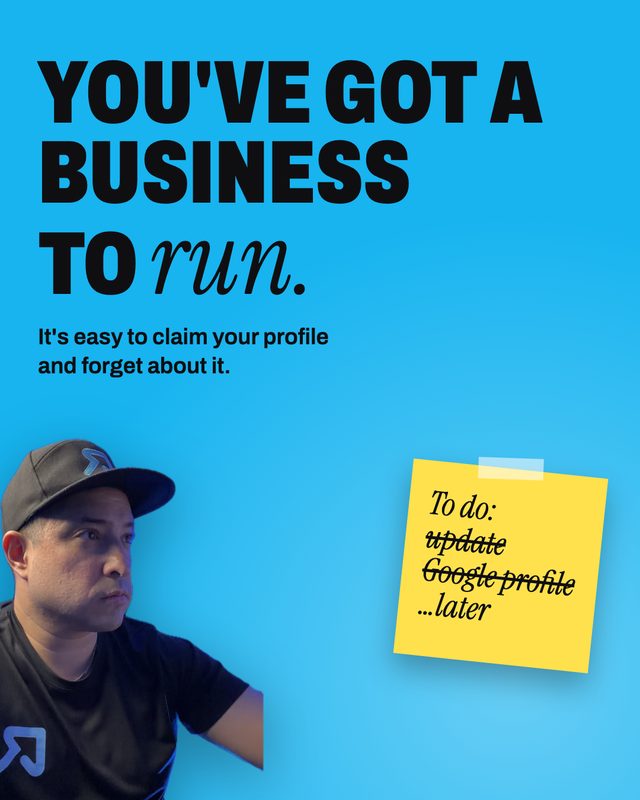 YOU'VE GOT A
BUSINESS
TO run.
It's easy to claim your profile
and forget about it.
To do:
update
Google profile
...later